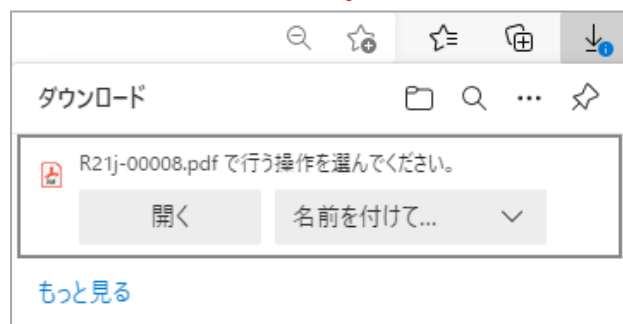 ダウンロード
R21j-00008.pdf で行う操作を選んでください。
開く 名前を付けて...
もっと見る